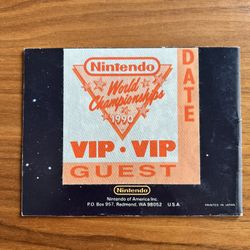 Nintendo
World
Championships
1990
VIP • VIP
GUEST
DATE
Nintendo
Nintendo of America Inc.
P.O. Box 957, Redmond, WA 98052 U.S.A.
PRINTED IN JAPAN